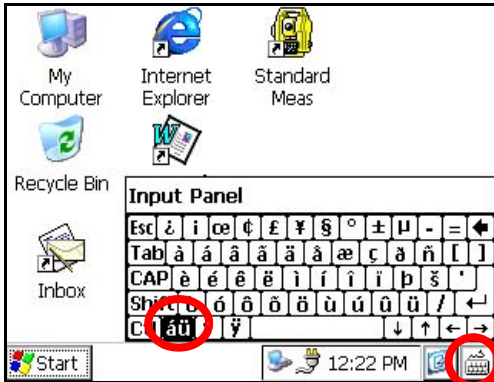 My Computer
Internet Explorer
Standard Meas
Recycle Bin
Inbox
Input Panel
Esc ¿ ¡ œ ¢ £ ¥ § ° ± µ - = ←
Tab à á â ã ä å æ ç ð ñ [ ]
CAP è é ê ë ì í î ï þ š '
Shift ó ô õ ö ù ú û ü / ↵
áü ÿ ↓ ↑ ← →
Start
12:22 PM